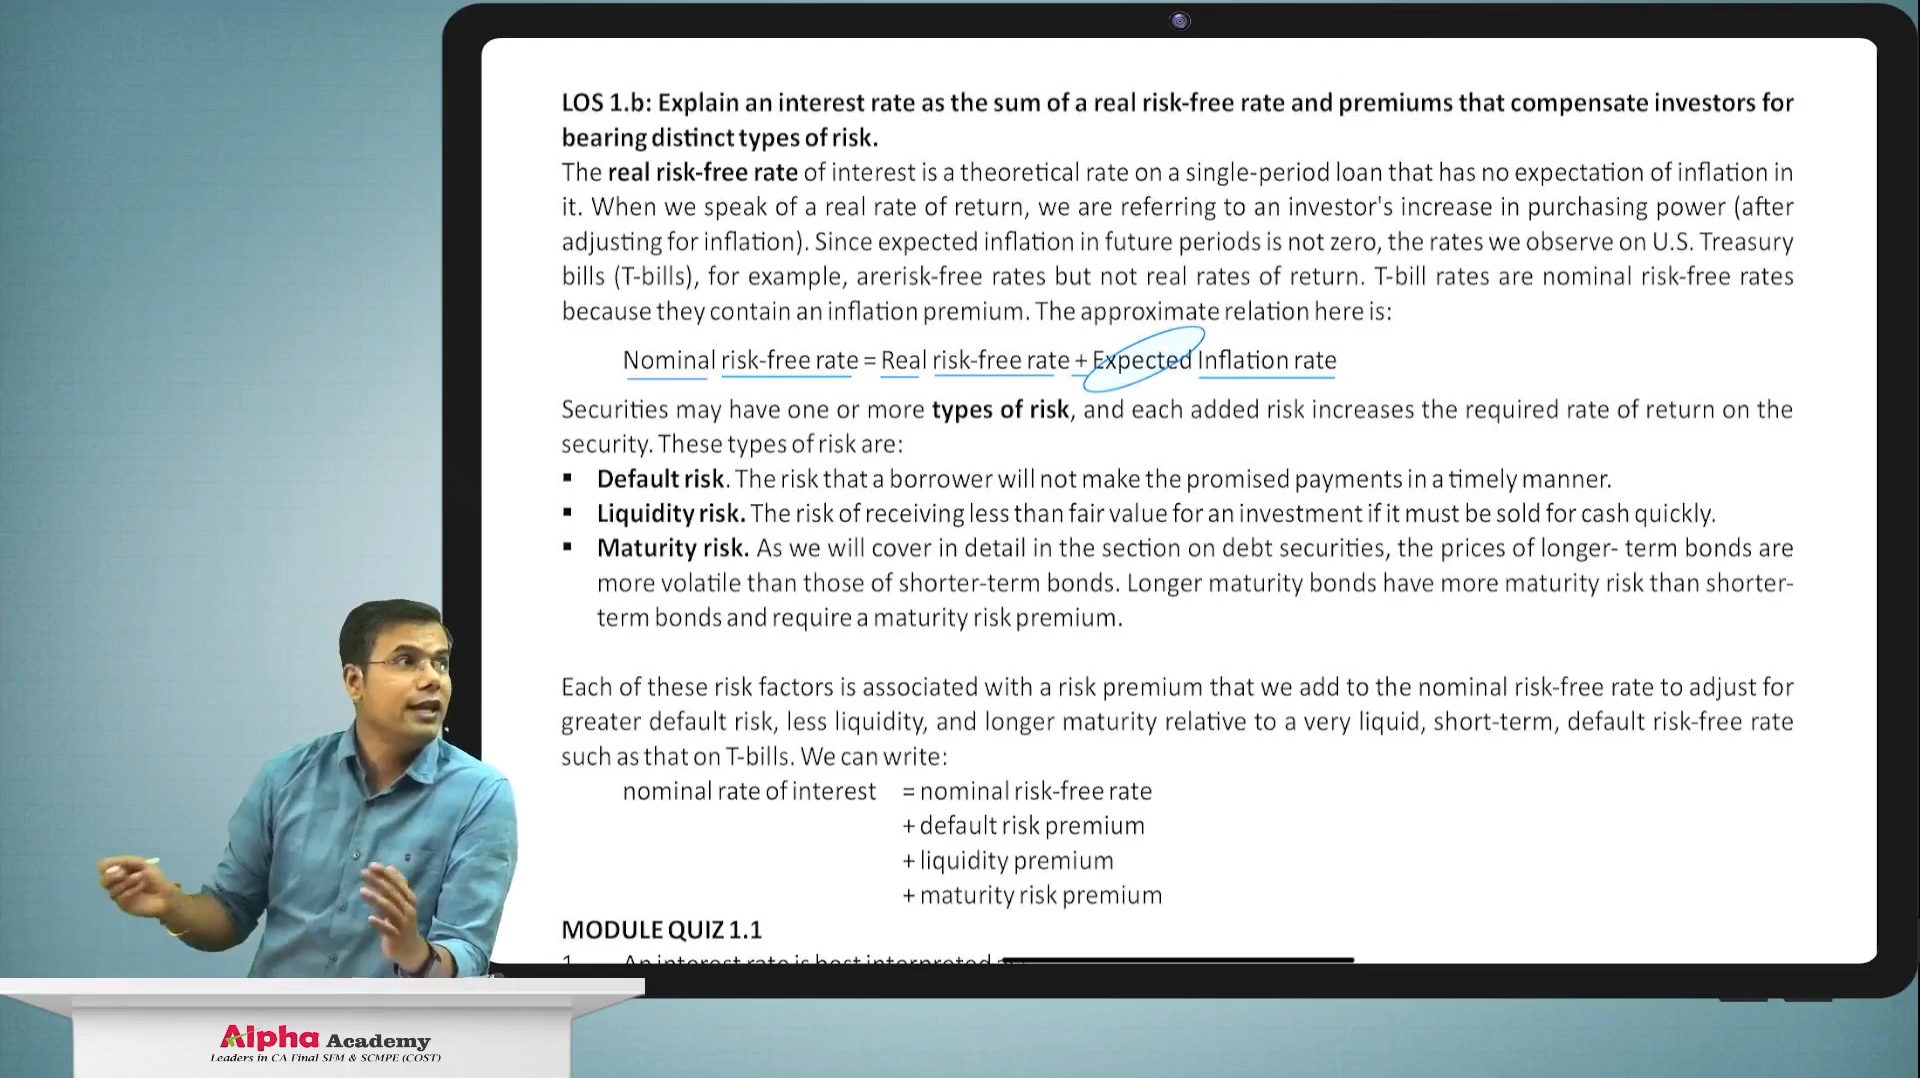 LOS 1.b: Explain an interest rate as the sum of a real risk-free rate and premiums that compensate investors for
bearing distinct types of risk.
The real risk-free rate of interest is a theoretical rate on a single-period loan that has no expectation of inflation in
it. When we speak of a real rate of return, we are referring to an investor's increase in purchasing power (after
adjusting for inflation). Since expected inflation in future periods is not zero, the rates we observe on U.S. Treasury
bills (T-bills), for example, arerisk-free rates but not real rates of return. T-bill rates are nominal risk-free rates
because they contain an inflation premium. The approximate relation here is:
Nominal risk-free rate = Real risk-free rate + Expected Inflation rate
Securities may have one or more types of risk, and each added risk increases the required rate of return on the
security. These types of risk are:
▪ Default risk. The risk that a borrower will not make the promised payments in a timely manner.
▪ Liquidity risk. The risk of receiving less than fair value for an investment if it must be sold for cash quickly.
▪ Maturity risk. As we will cover in detail in the section on debt securities, the prices of longer- term bonds are
more volatile than those of shorter-term bonds. Longer maturity bonds have more maturity risk than shorter-
term bonds and require a maturity risk premium.
Each of these risk factors is associated with a risk premium that we add to the nominal risk-free rate to adjust for
greater default risk, less liquidity, and longer maturity relative to a very liquid, short-term, default risk-free rate
such as that on T-bills. We can write:
nominal rate of interest = nominal risk-free rate
+ default risk premium
+ liquidity premium
+ maturity risk premium
MODULE QUIZ 1.1
1. An interest rate is best interpreted
Alpha Academy
Leaders in CA Final SFM & SCMPE (COST)